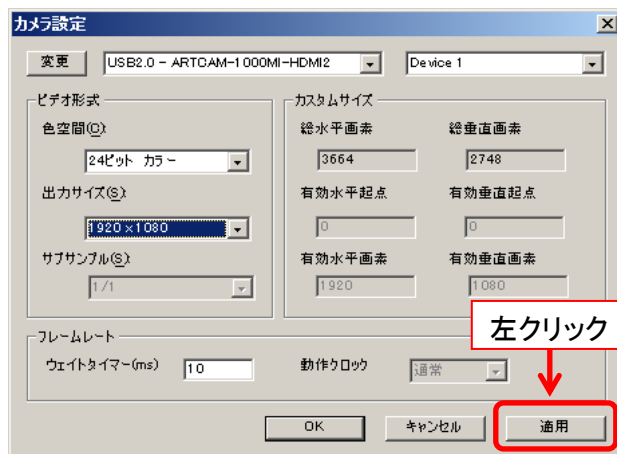 カメラ設定
変更 USB2.0 - ARTCAM-1000MI-HDMI2 Device 1
ビデオ形式
色空間(C):
24ビット カラー
出力サイズ(S):
1920×1080
サブサンプル(S):
1/1
カスタムサイズ
総水平画素 総垂直画素
3664 2748
有効水平起点 有効垂直起点
0 0
有効水平画素 有効垂直画素
1920 1080
左クリック
フレームレート
ウェイトタイマー(ms) 10 動作クロック 通常
OK キャンセル 適用